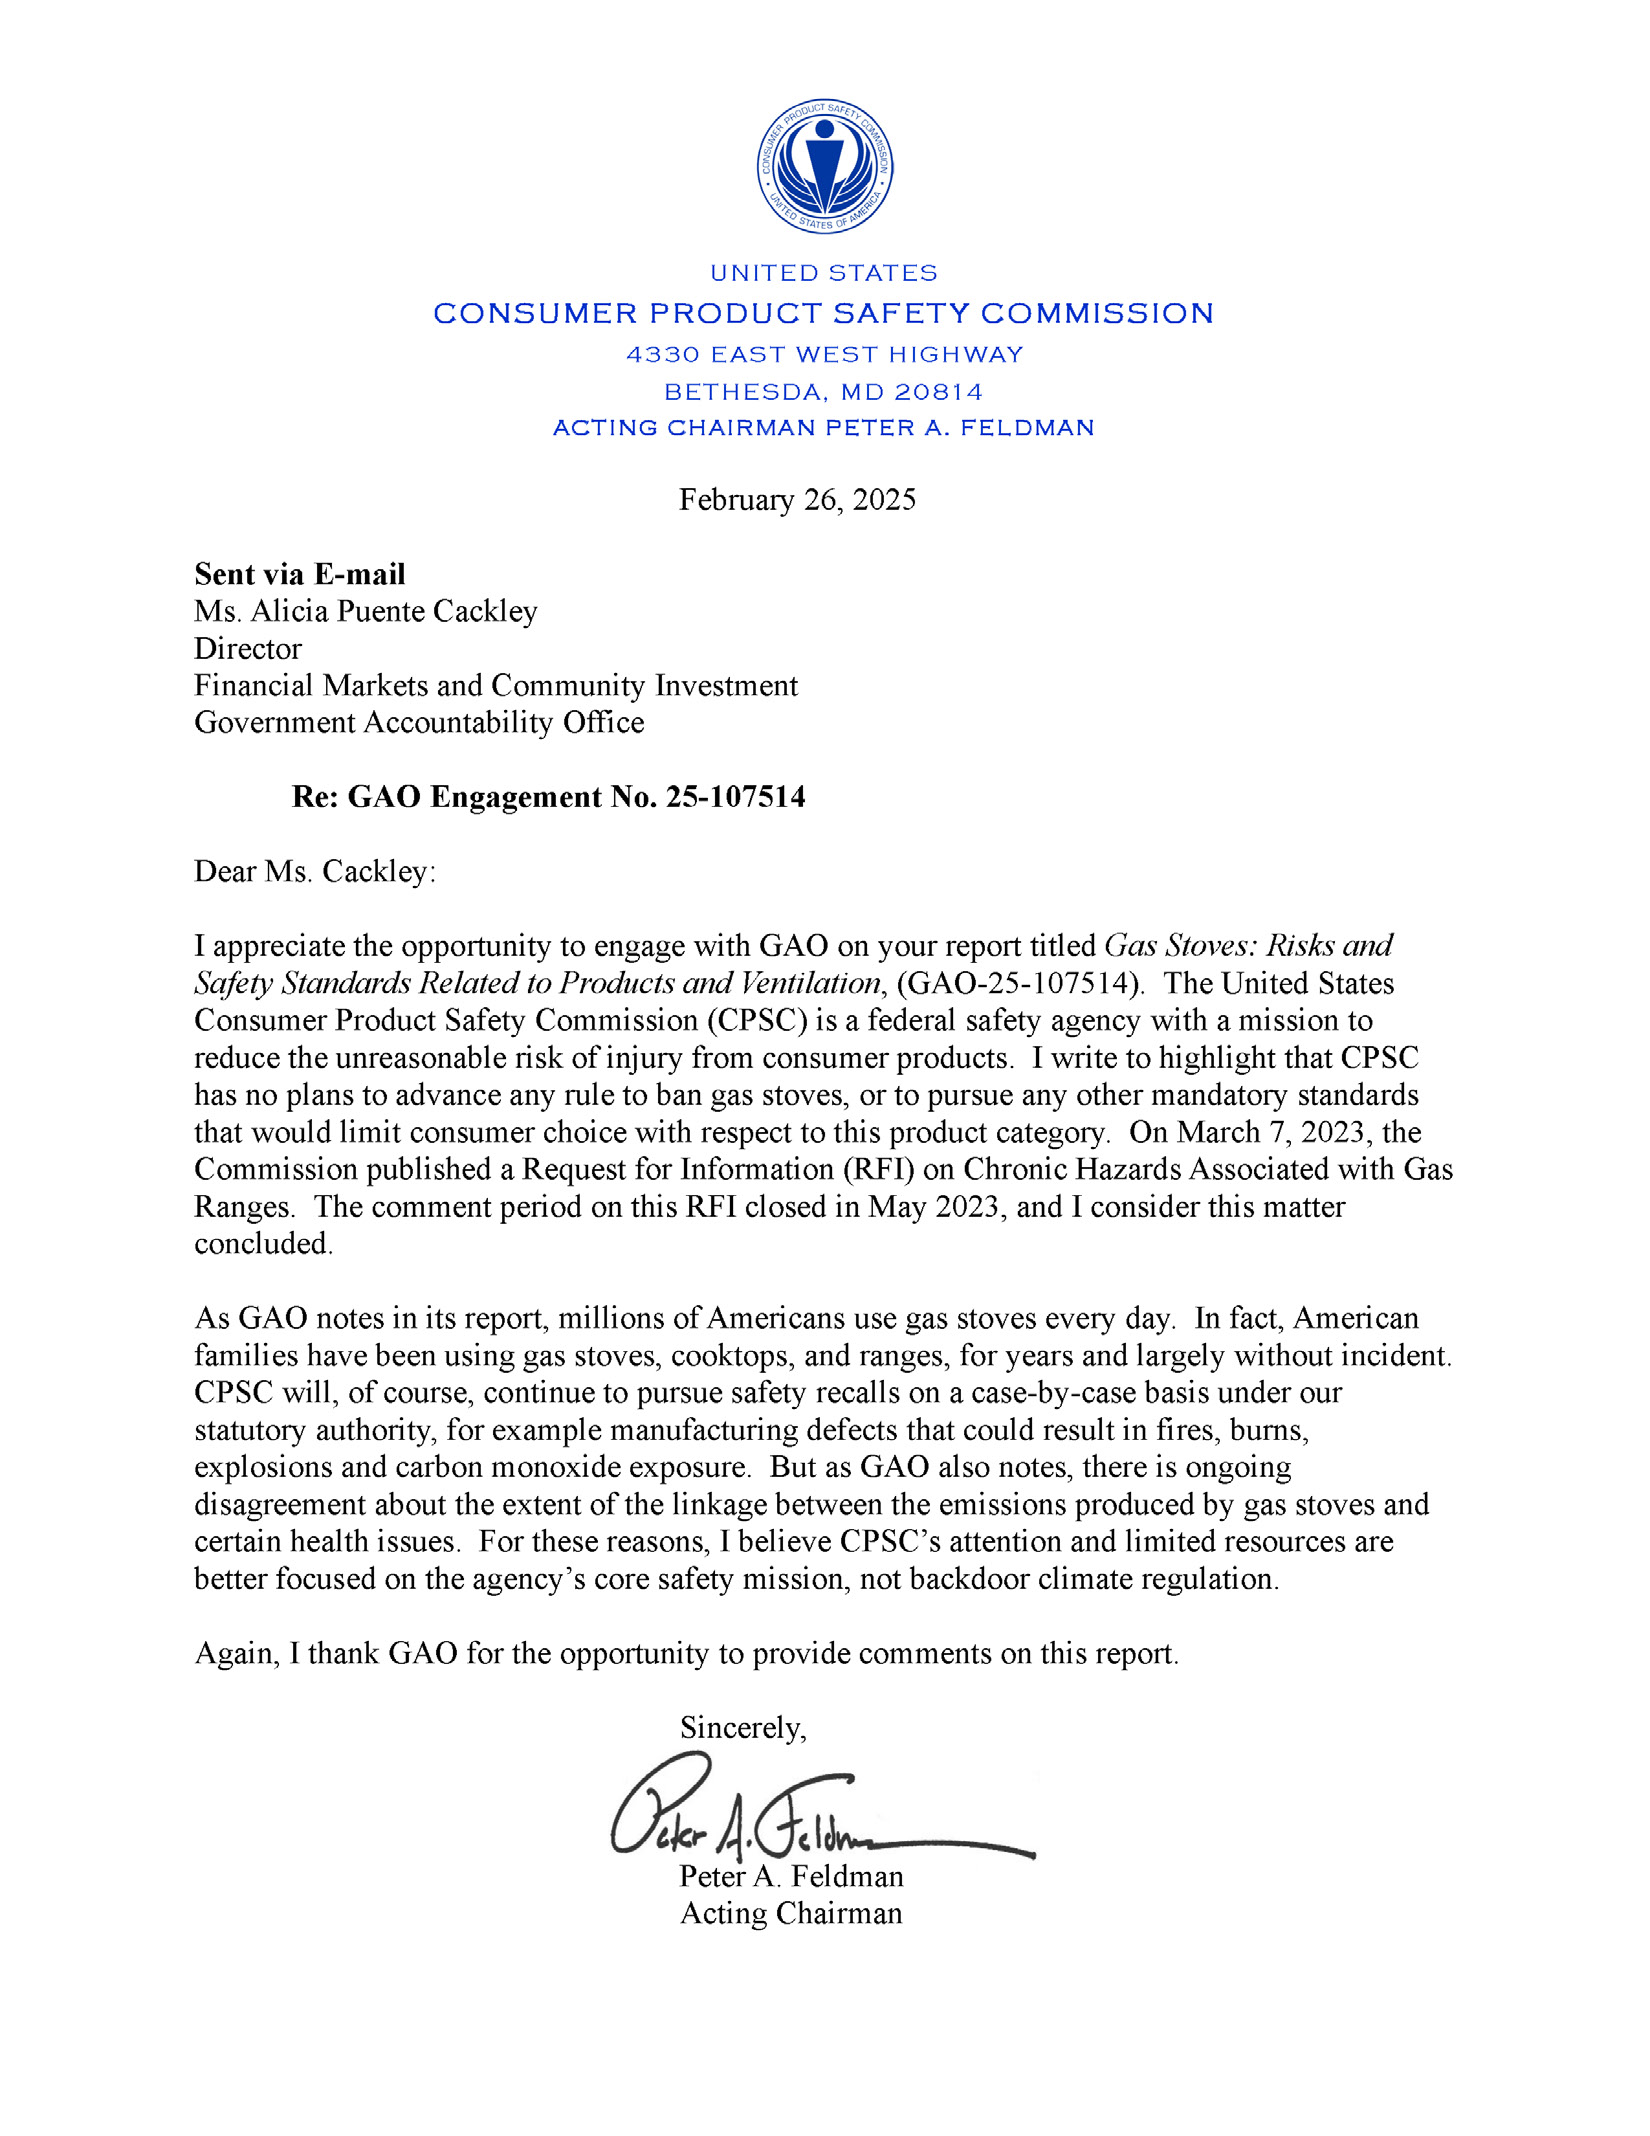 CONSUMER PRODUCT SAFETY COMMISSION
UNITED STATES OF AMERICA
UNITED STATES
CONSUMER PRODUCT SAFETY COMMISSION
4330 EAST WEST HIGHWAY
BETHESDA, MD 20814
ACTING CHAIRMAN PETER A. FELDMAN
February 26, 2025
Sent via E-mail
Ms. Alicia Puente Cackley
Director
Financial Markets and Community Investment
Government Accountability Office
Re: GAO Engagement No. 25-107514
Dear Ms. Cackley:
I appreciate the opportunity to engage with GAO on your report titled Gas Stoves: Risks and
Safety Standards Related to Products and Ventilation, (GAO-25-107514).  The United States
Consumer Product Safety Commission (CPSC) is a federal safety agency with a mission to
reduce the unreasonable risk of injury from consumer products.  I write to highlight that CPSC
has no plans to advance any rule to ban gas stoves, or to pursue any other mandatory standards
that would limit consumer choice with respect to this product category.  On March 7, 2023, the
Commission published a Request for Information (RFI) on Chronic Hazards Associated with Gas
Ranges.  The comment period on this RFI closed in May 2023, and I consider this matter
concluded.
As GAO notes in its report, millions of Americans use gas stoves every day.  In fact, American
families have been using gas stoves, cooktops, and ranges, for years and largely without incident.
CPSC will, of course, continue to pursue safety recalls on a case-by-case basis under our
statutory authority, for example manufacturing defects that could result in fires, burns,
explosions and carbon monoxide exposure.  But as GAO also notes, there is ongoing
disagreement about the extent of the linkage between the emissions produced by gas stoves and
certain health issues.  For these reasons, I believe CPSC’s attention and limited resources are
better focused on the agency’s core safety mission, not backdoor climate regulation.
Again, I thank GAO for the opportunity to provide comments on this report.
Sincerely,
Peter A. Feldman
Peter A. Feldman
Acting Chairman